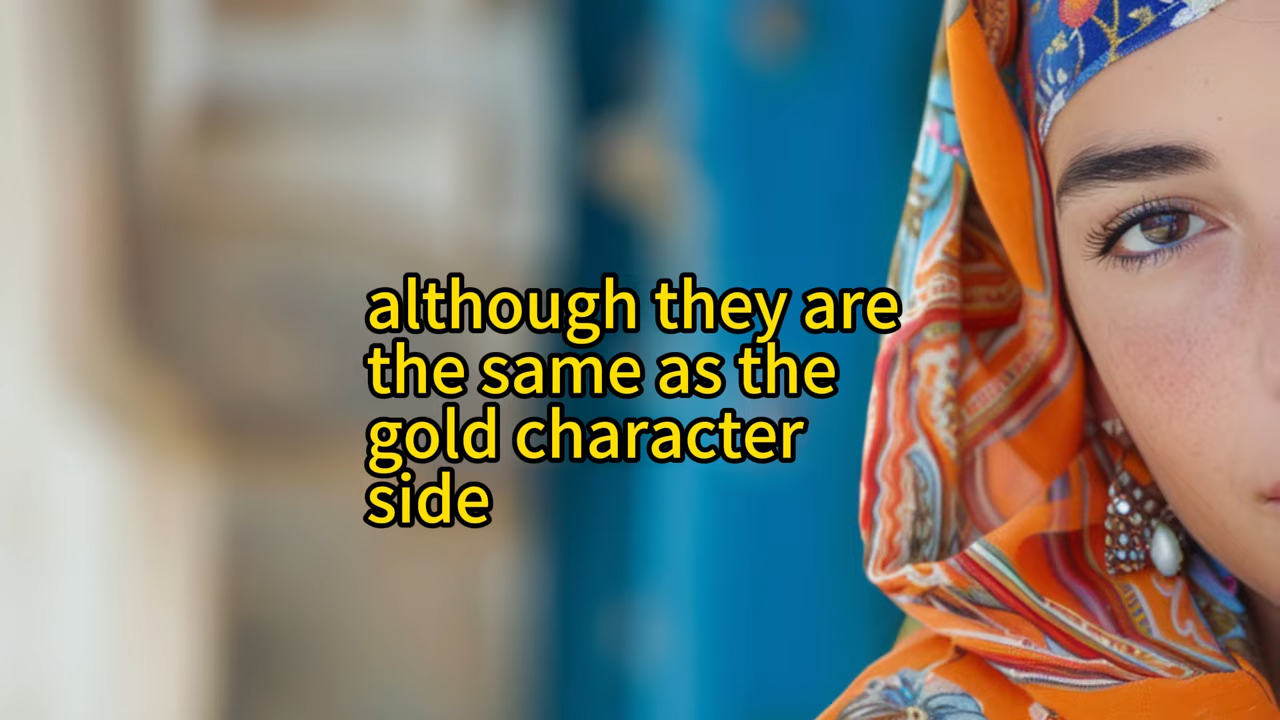 although they are
the same as the
gold character
side